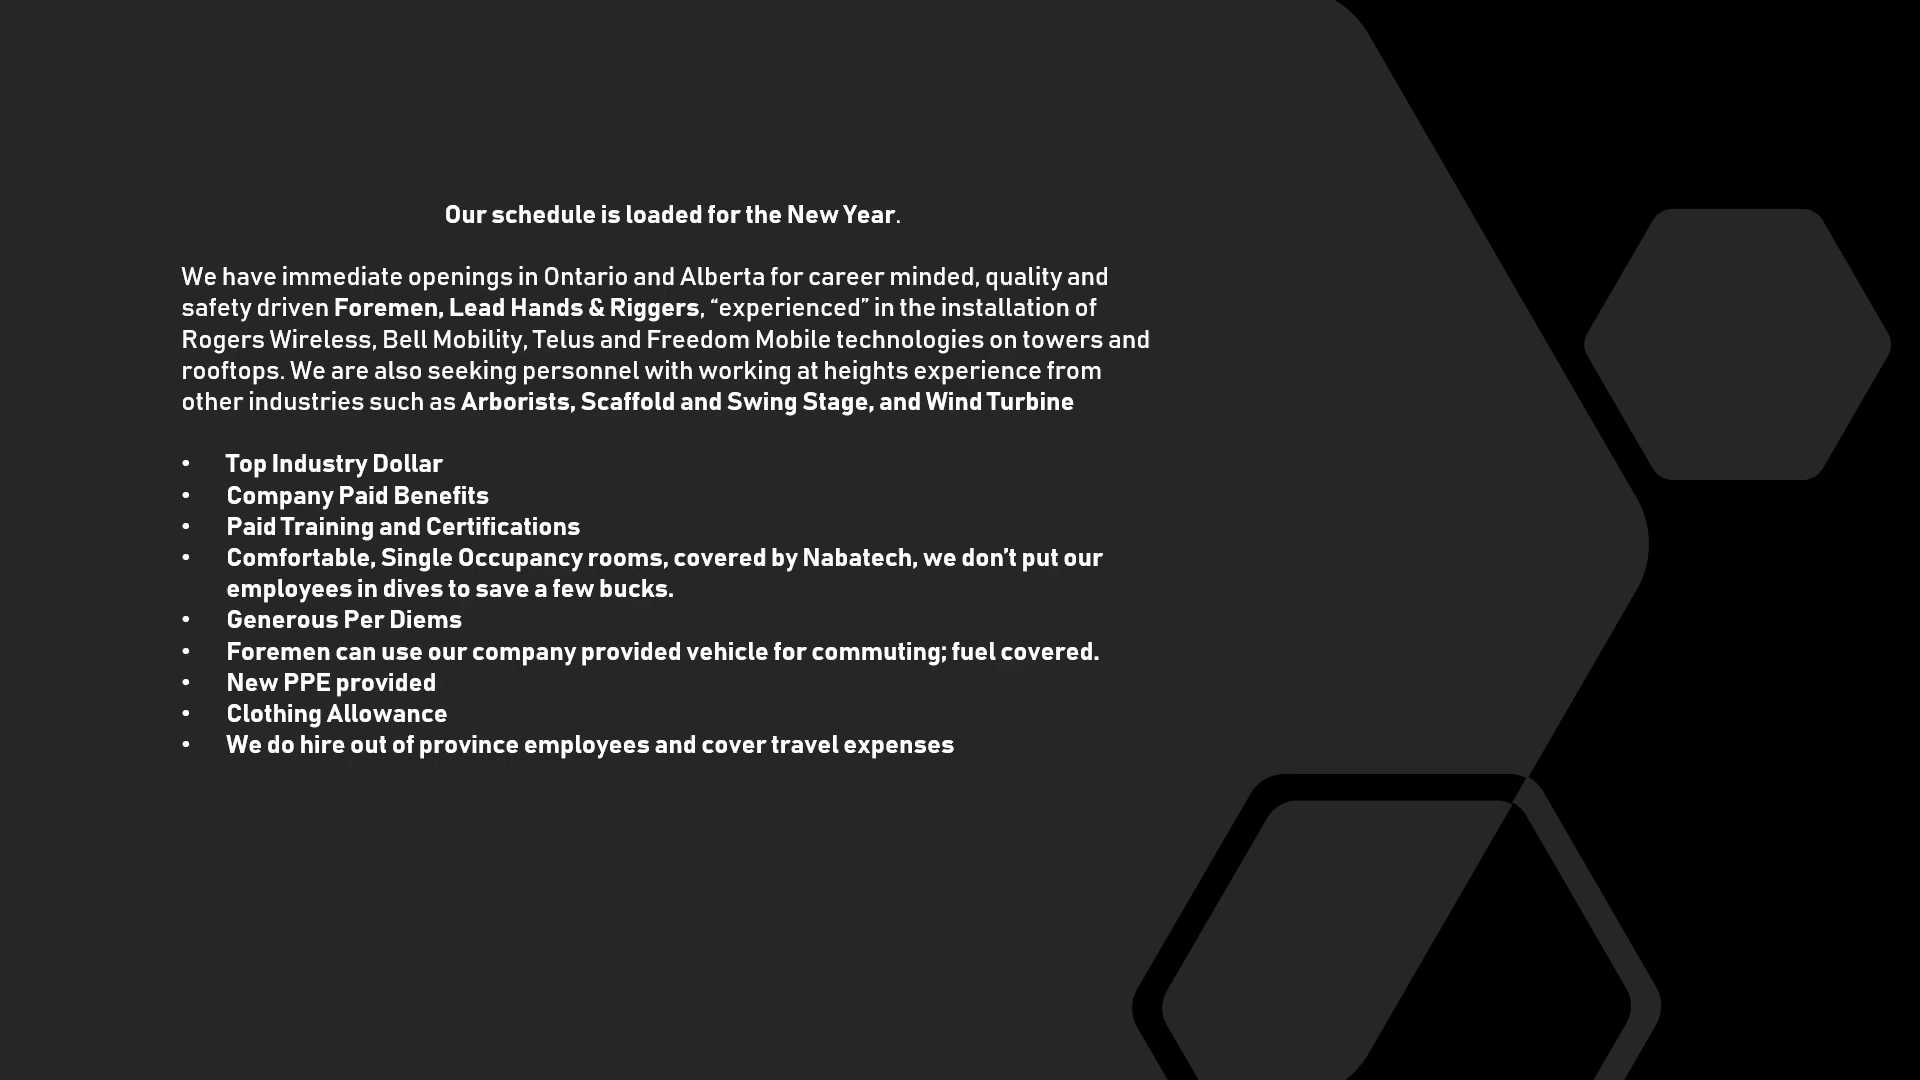 Our schedule is loaded for the New Year.
We have immediate openings in Ontario and Alberta for career minded, quality and
safety driven Foremen, Lead Hands & Riggers, “experienced” in the installation of
Rogers Wireless, Bell Mobility, Telus and Freedom Mobile technologies on towers and
rooftops. We are also seeking personnel with working at heights experience from
other industries such as Arborists, Scaffold and Swing Stage, and Wind Turbine
• Top Industry Dollar
• Company Paid Benefits
• Paid Training and Certifications
• Comfortable, Single Occupancy rooms, covered by Nabatech, we don’t put our
employees in dives to save a few bucks.
• Generous Per Diems
• Foremen can use our company provided vehicle for commuting; fuel covered.
• New PPE provided
• Clothing Allowance
• We do hire out of province employees and cover travel expenses